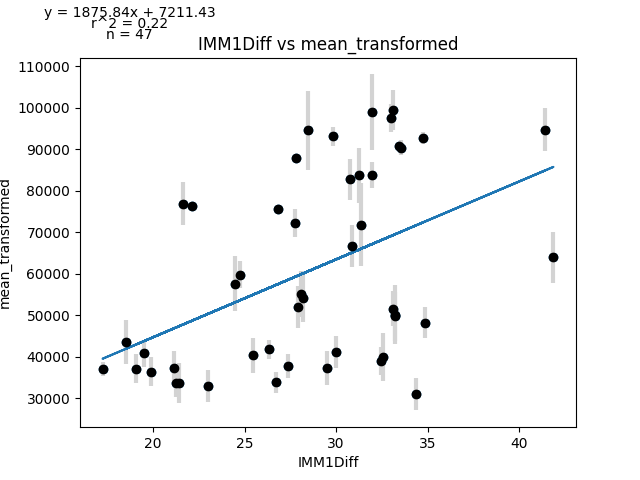 y = 1875.84x + 7211.43
r^2 = 0.22
n = 47
IMM1Diff vs mean_transformed
110000
100000
90000
80000
70000
60000
50000
40000
30000
mean_transformed
20
25
30
35
40
IMM1Diff